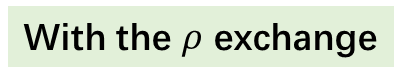 With the ρ exchange